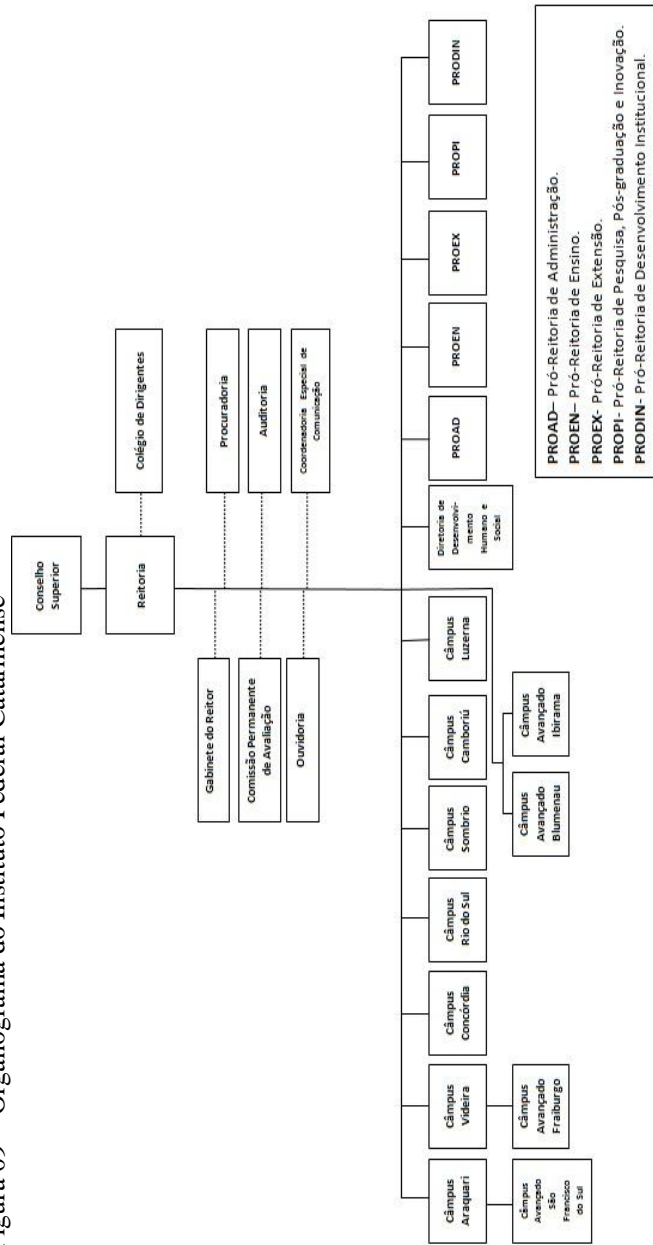 Figura 09 – Organograma do Instituto Federal Catarinense
Conselho
Superior
Reitoria
Colégio de Dirigentes
Gabinete do Reitor
Procuradoria
Comissão Permanente
de Avaliação
Auditoria
Ouvidoria
Coordenadoria Especial de
Comunicação
Câmpus
Araquari
Câmpus
Videira
Câmpus
Concórdia
Câmpus
Rio do Sul
Câmpus
Sombrio
Câmpus
Camboriú
Câmpus
Luzerna
Diretoria de
Desenvolvi-
mento
Humano e
Social
PROAD
PROEN
PROEX
PROPI
PRODIN
Câmpus
Avançado
São
Francisco
do Sul
Câmpus
Avançado
Fraiburgo
Câmpus
Avançado
Blumenau
Câmpus
Avançado
Ibirama
PROAD– Pró-Reitoria de Administração.
PROEN– Pró-Reitoria de Ensino.
PROEX- Pró-Reitoria de Extensão.
PROPI- Pró-Reitoria de Pesquisa, Pós-graduação e Inovação.
PRODIN- Pró-Reitoria de Desenvolvimento Institucional.